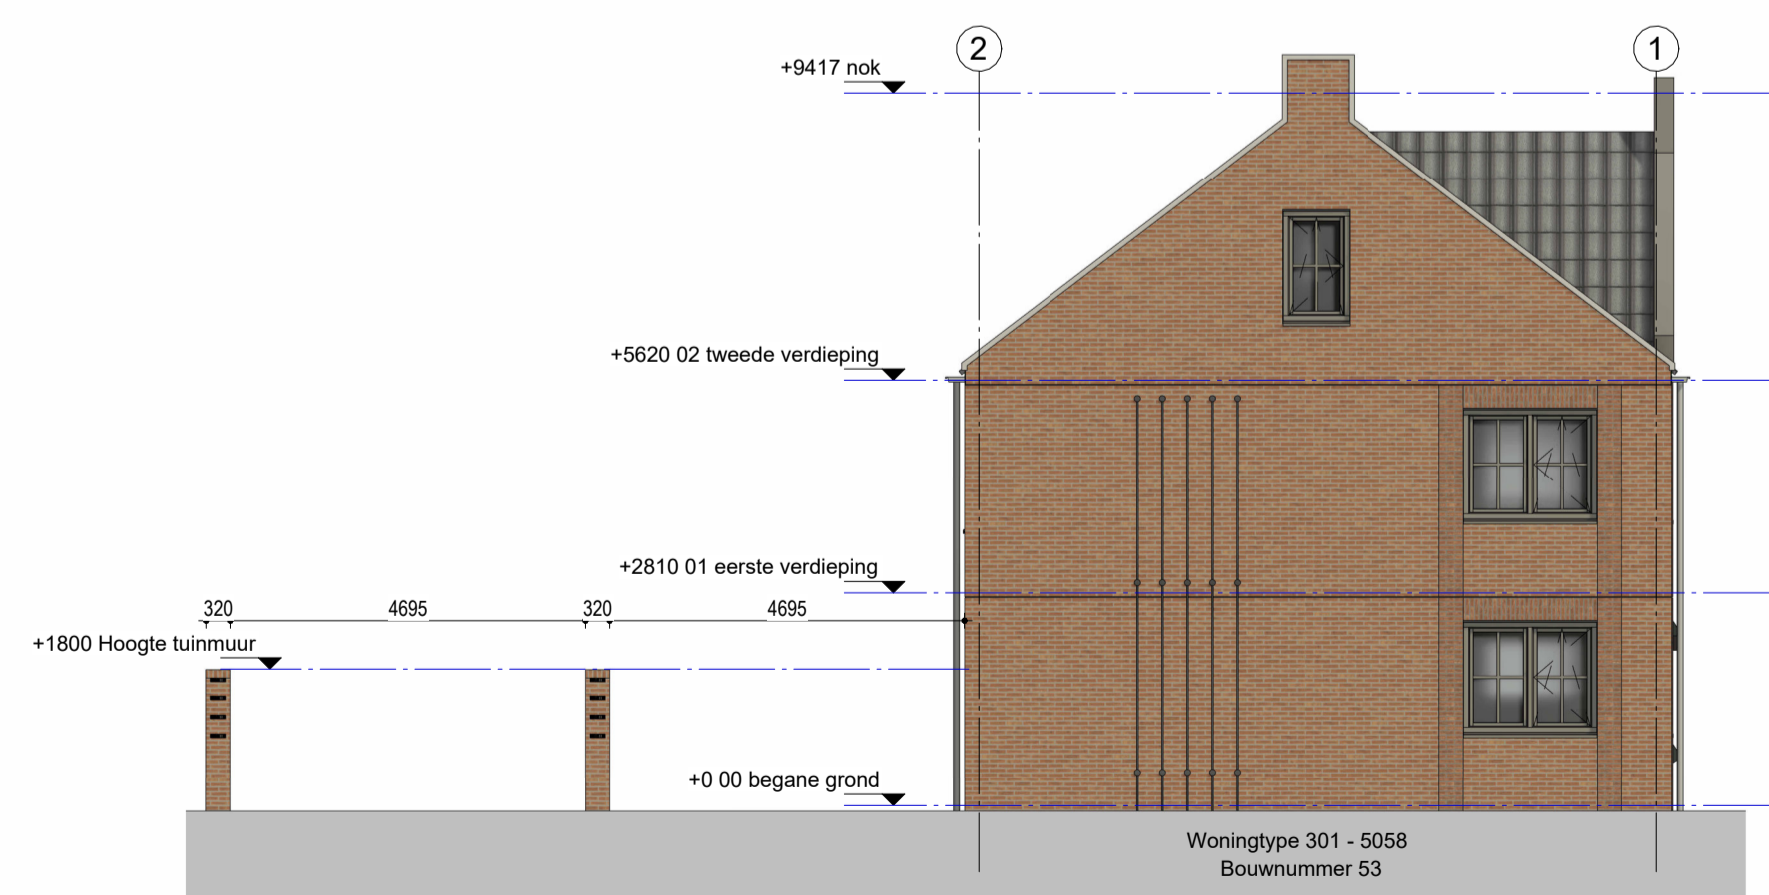 2
1
+9417 nok
+5620 02 tweede verdieping
+2810 01 eerste verdieping
320 4695 320 4695
+1800 Hoogte tuinmuur
+0 00 begane grond
Woningtype 301 - 5058
Bouwnummer 53